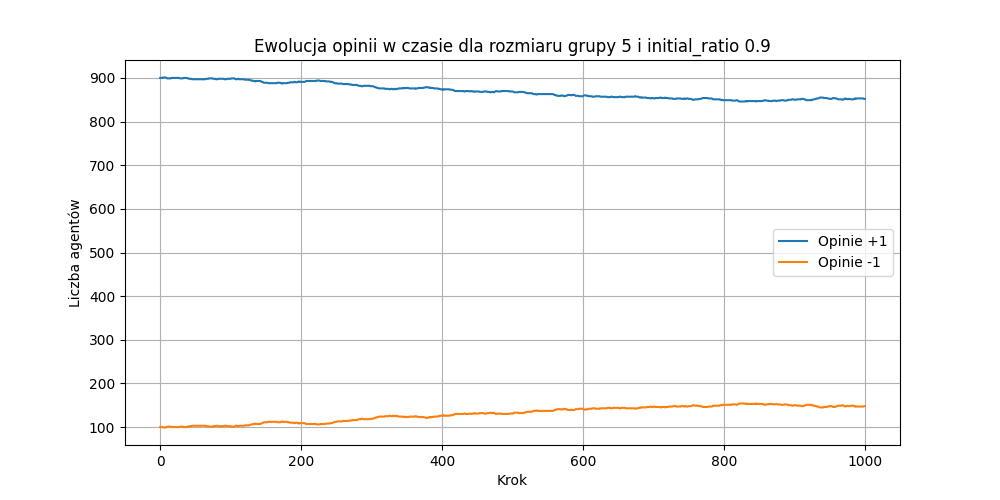 Ewolucja opinii w czasie dla rozmiaru grupy 5 i initial_ratio 0.9
900
800
700
600
500
400
300
200
100
Liczba agentów
Opinie +1
Opinie -1
0 200 400 600 800 1000
Krok